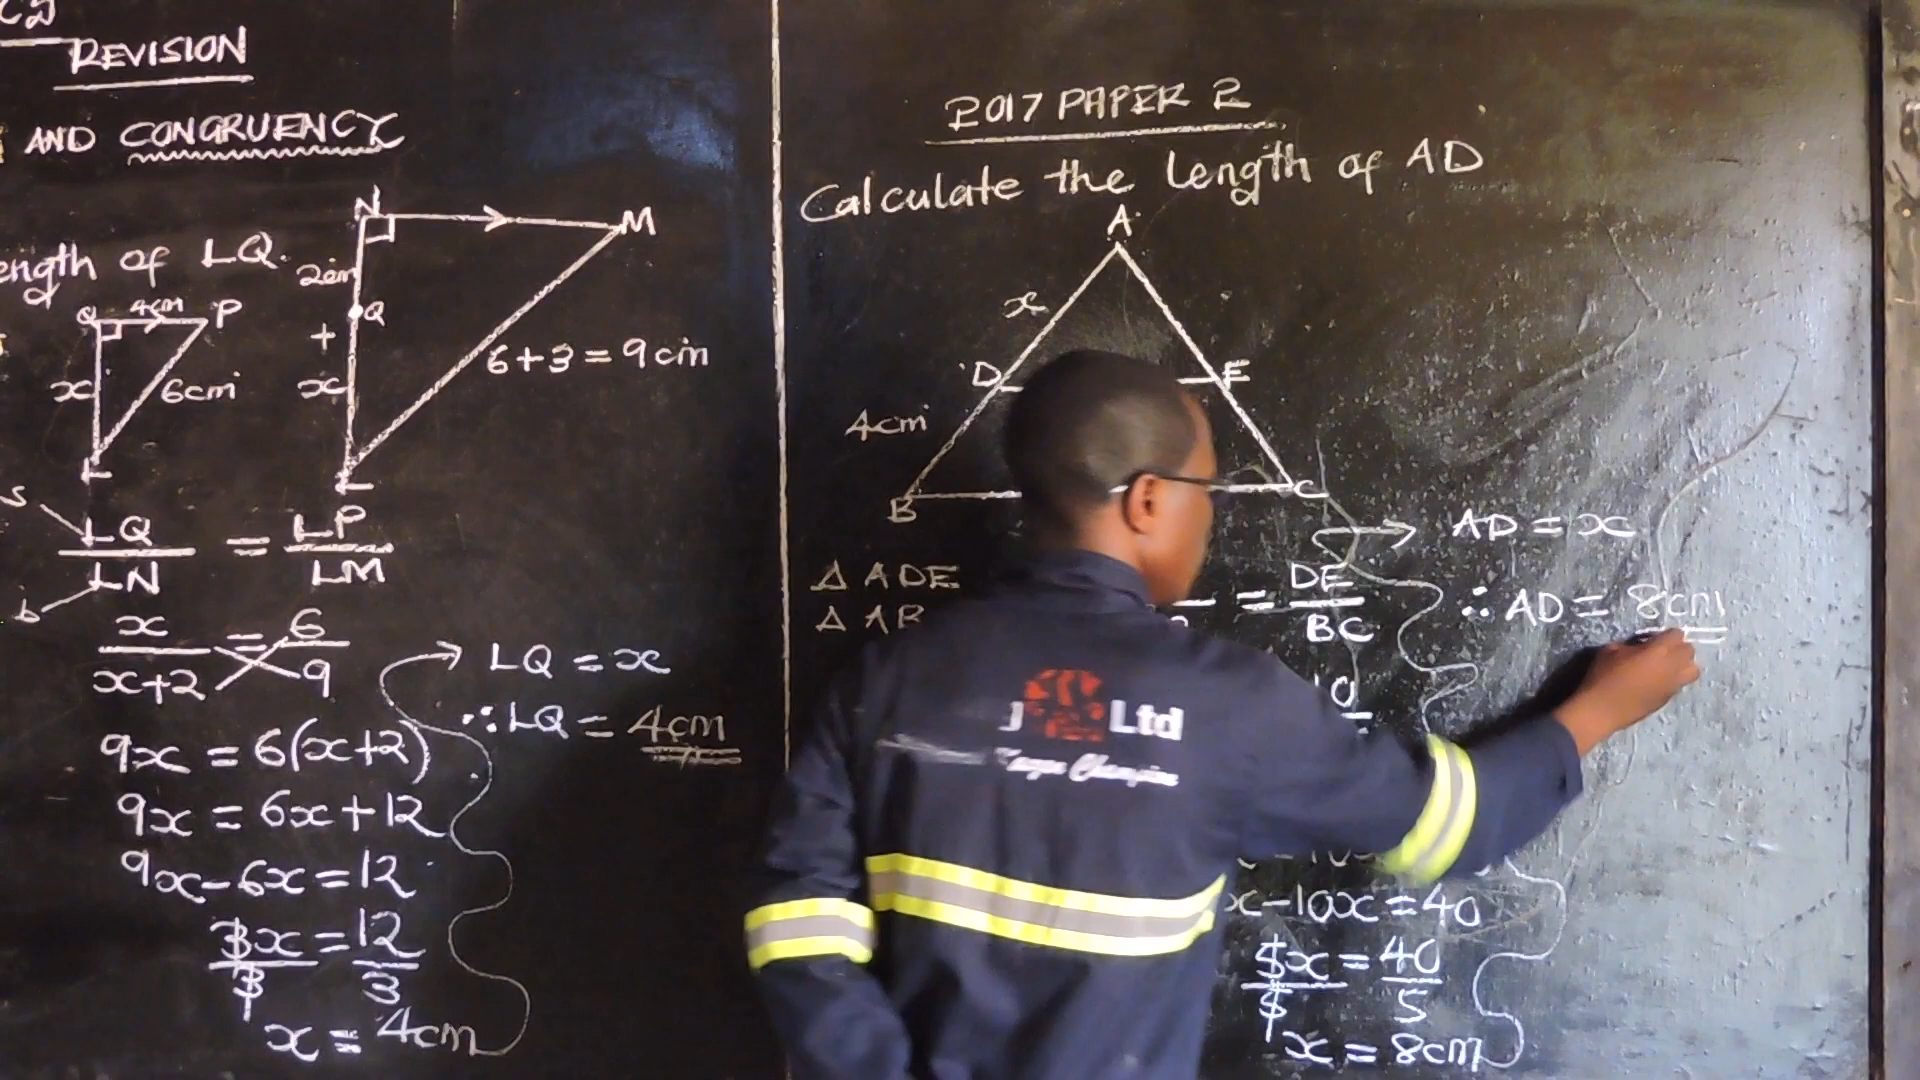 REVISION
AND CONGRUENCY
ength of LQ.
N
M
2cm
Q
+
x
L
6+3=9cm
Q
4cm
P
x
6cm
L
s
LQ = LP
LN LM
b
x = 6
x+2 9
9x = 6(x+2)
9x = 6x+12
9x-6x=12
3x = 12
3 3
x = 4cm
LQ = x
∴ LQ = 4cm
2017 PAPER 2
Calculate the length of AD
A
x
D
E
4cm
B
C
Δ ADE
Δ AB
= DE
BC
10
x-10x=40
5x = 40
5 5
x = 8cm
AD = x
∴ AD = 8cm
Ltd